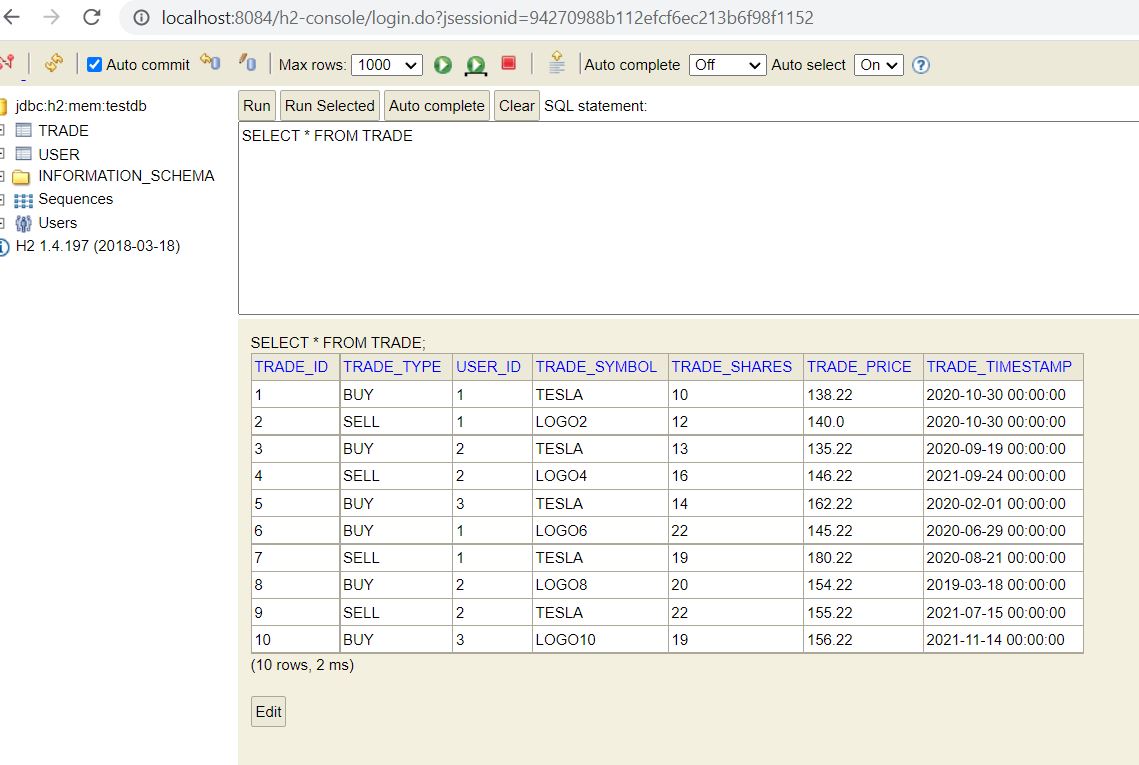 localhost:8084/h2-console/login.do?jsessionid=94270988b112efcf6ec213b6f98f1152
Auto commit Max rows: 1000 Auto complete Off Auto select On ?
jdbc:h2:mem:testdb
TRADE
USER
INFORMATION_SCHEMA
Sequences
Users
H2 1.4.197 (2018-03-18)
Run Run Selected Auto complete Clear SQL statement:
SELECT * FROM TRADE
SELECT * FROM TRADE;
TRADE_ID TRADE_TYPE USER_ID TRADE_SYMBOL TRADE_SHARES TRADE_PRICE TRADE_TIMESTAMP
1 BUY 1 TESLA 10 138.22 2020-10-30 00:00:00
2 SELL 1 LOGO2 12 140.0 2020-10-30 00:00:00
3 BUY 2 TESLA 13 135.22 2020-09-19 00:00:00
4 SELL 2 LOGO4 16 146.22 2021-09-24 00:00:00
5 BUY 3 TESLA 14 162.22 2020-02-01 00:00:00
6 BUY 1 LOGO6 22 145.22 2020-06-29 00:00:00
7 SELL 1 TESLA 19 180.22 2020-08-21 00:00:00
8 BUY 2 LOGO8 20 154.22 2019-03-18 00:00:00
9 SELL 2 TESLA 22 155.22 2021-07-15 00:00:00
10 BUY 3 LOGO10 19 156.22 2021-11-14 00:00:00
(10 rows, 2 ms)
Edit